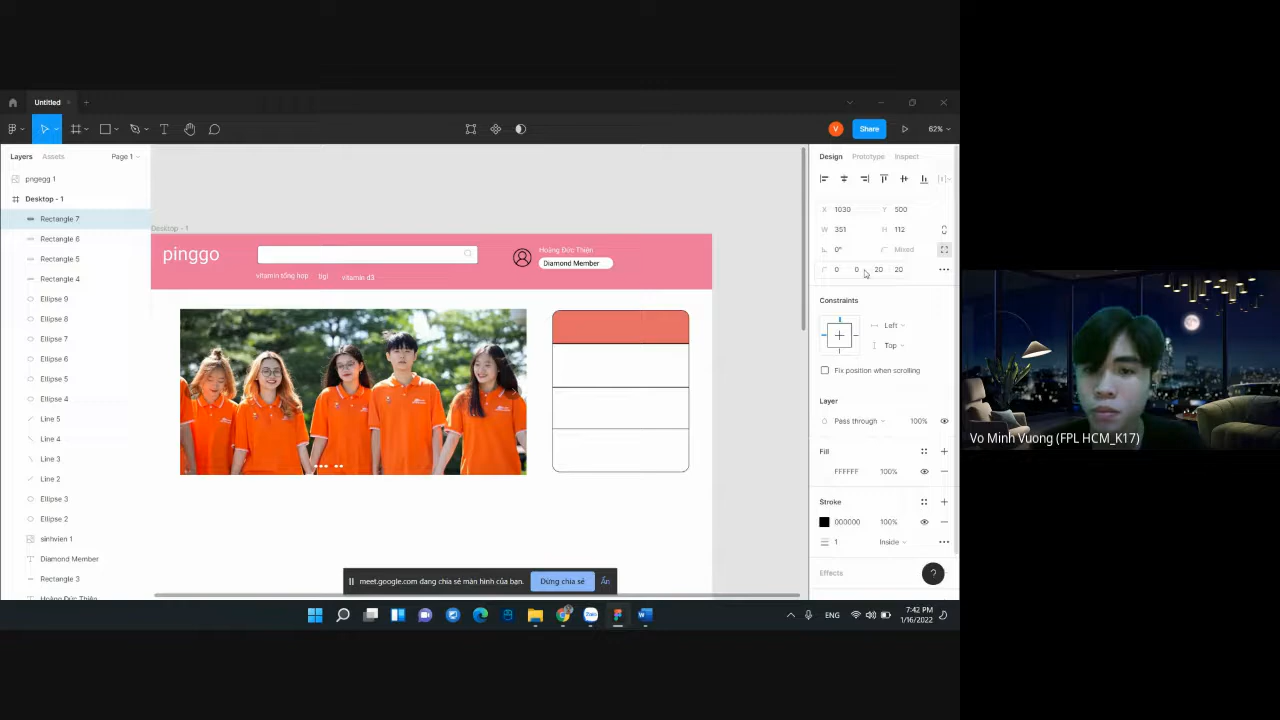 Untitled
V
Share
62%
Layers
Assets
Page 1
pngegg 1
Desktop - 1
Rectangle 7
Rectangle 6
Rectangle 5
Rectangle 4
Ellipse 9
Ellipse 8
Ellipse 7
Ellipse 6
Ellipse 5
Ellipse 4
Line 5
Line 4
Line 3
Line 2
Ellipse 3
Ellipse 2
sinhvien 1
Diamond Member
Rectangle 3
Hoàng Đức Thiện
Desktop - 1
pinggo
Hoàng Đức Thiện
Diamond Member
vitamin tổng hợp
tigi
vitamin d3
Design
Prototype
Inspect
X 1030
Y 500
W 351
H 112
0°
Mixed
0 0 20 20
Constraints
Left
Top
Fix position when scrolling
Layer
Pass through
100%
Fill
FFFFFF
100%
Stroke
000000
100%
1
Inside
Effects
?
meet.google.com đang chia sẻ màn hình của bạn.
Dừng chia sẻ
Ẩn
Zalo
ENG
7:42 PM
1/16/2022
Vo Minh Vuong (FPL HCM_K17)